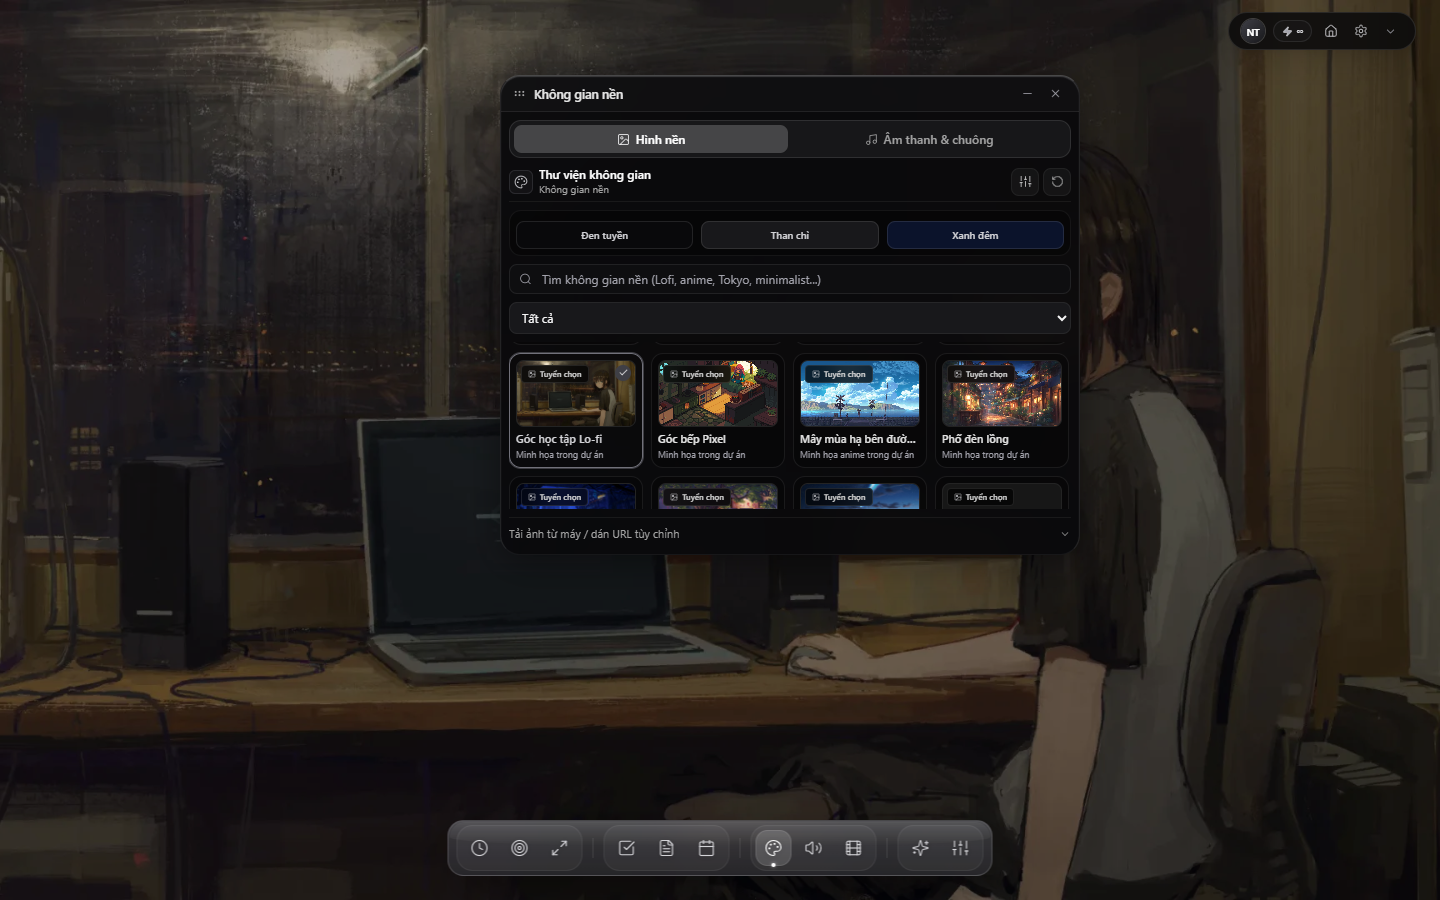 NT
∞
Không gian nền
Hình nền
Âm thanh & chuông
Thư viện không gian
Không gian nền
Đen tuyền
Than chì
Xanh đêm
Tìm không gian nền (Lofi, anime, Tokyo, minimalist...)
Tất cả
Tuyển chọn
Tuyển chọn
Tuyển chọn
Tuyển chọn
Góc học tập Lo-fi
Góc bếp Pixel
Mây mùa hạ bên đườ...
Phố đèn lồng
Minh họa trong dự án
Minh họa trong dự án
Minh họa anime trong dự án
Minh họa trong dự án
Tuyển chọn
Tuyển chọn
Tuyển chọn
Tuyển chọn
Tải ảnh từ máy / dán URL tùy chỉnh